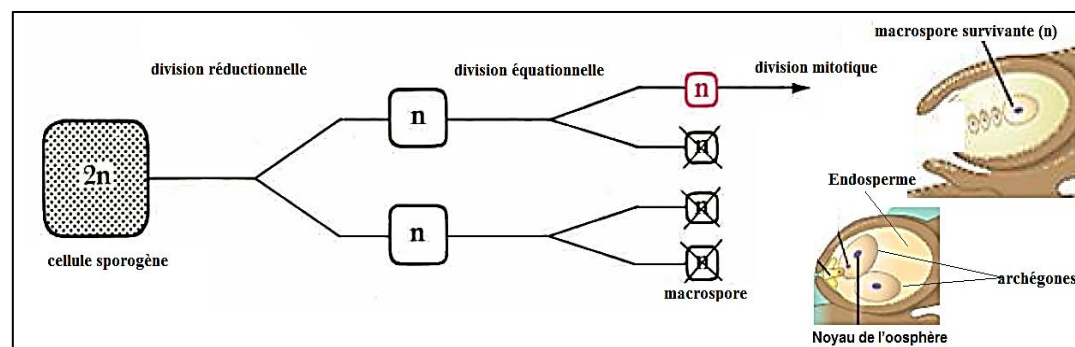 macrospore survivante (n)
division réductionnelle
division équationnelle
division mitotique
2n
n
n
n
n
n
n
cellule sporogène
macrospore
Endosperme
archégones
Noyau de l’oosphère